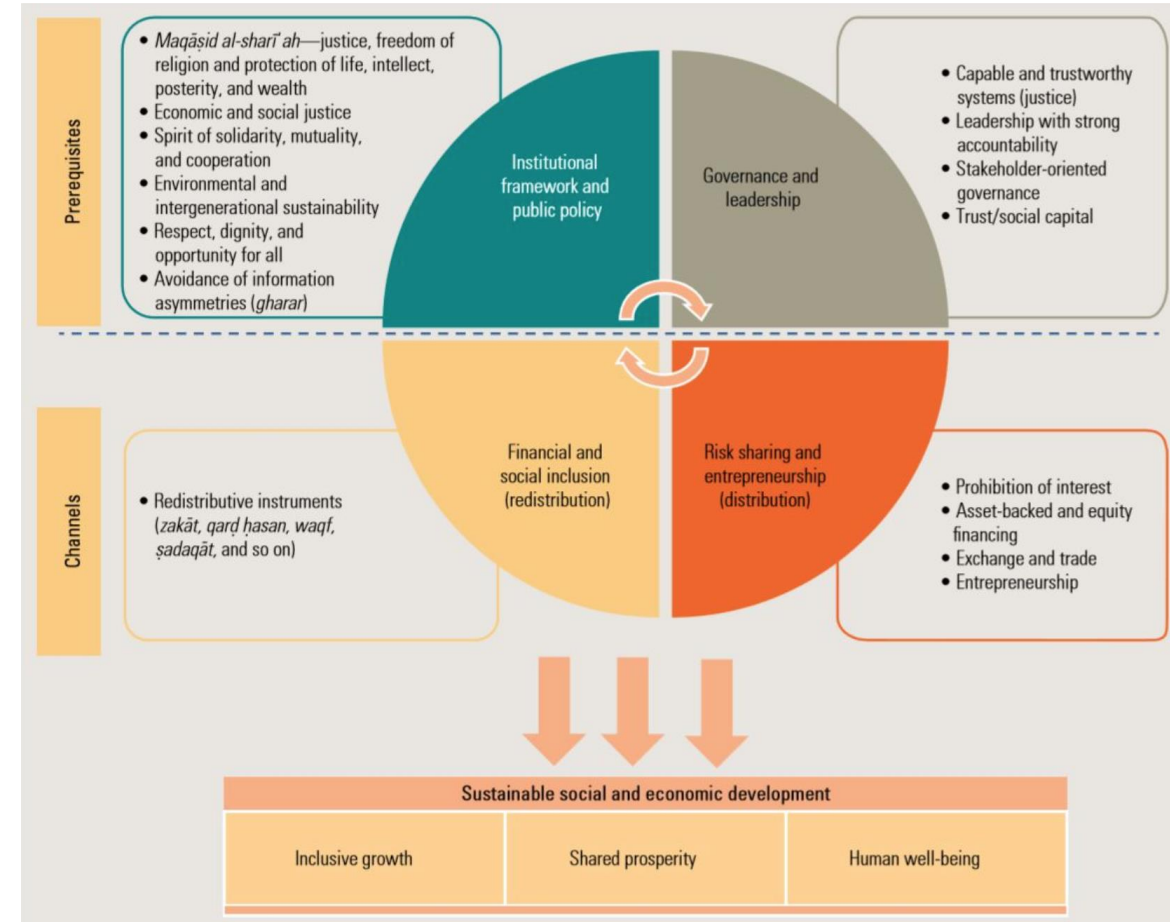 Prerequisites
• Maqāṣid al-sharīʿah—justice, freedom of
religion and protection of life, intellect,
posterity, and wealth
• Economic and social justice
• Spirit of solidarity, mutuality,
and cooperation
• Environmental and
intergenerational sustainability
• Respect, dignity, and
opportunity for all
• Avoidance of information
asymmetries (gharar)
Institutional
framework and
public policy
Governance and
leadership
• Capable and trustworthy
systems (justice)
• Leadership with strong
accountability
• Stakeholder-oriented
governance
• Trust/social capital
Channels
• Redistributive instruments
(zakāt, qarḍ ḥasan, waqf,
ṣadaqāt, and so on)
Financial and
social inclusion
(redistribution)
Risk sharing and
entrepreneurship
(distribution)
• Prohibition of interest
• Asset-backed and equity
financing
• Exchange and trade
• Entrepreneurship
Sustainable social and economic development
Inclusive growth
Shared prosperity
Human well-being